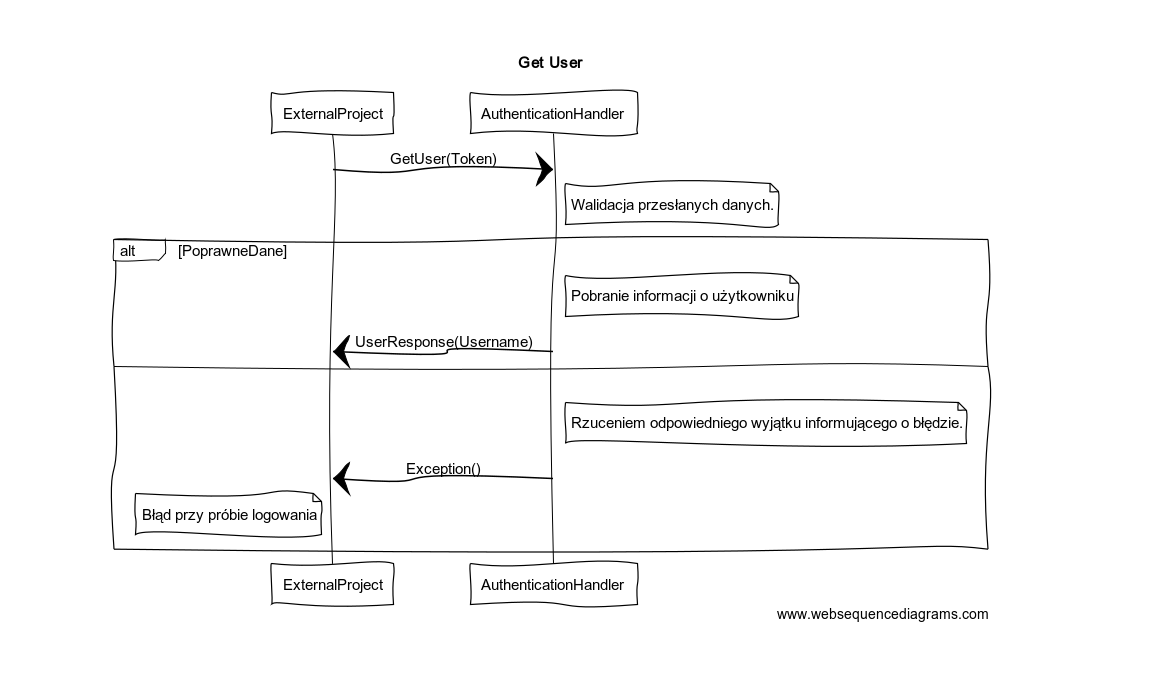 Get User
ExternalProject
AuthenticationHandler
GetUser(Token)
Walidacja przesłanych danych.
alt
[PoprawneDane]
Pobranie informacji o użytkowniku
UserResponse(Username)
Rzuceniem odpowiedniego wyjątku informującego o błędzie.
Exception()
Błąd przy próbie logowania
ExternalProject
AuthenticationHandler
www.websequencediagrams.com